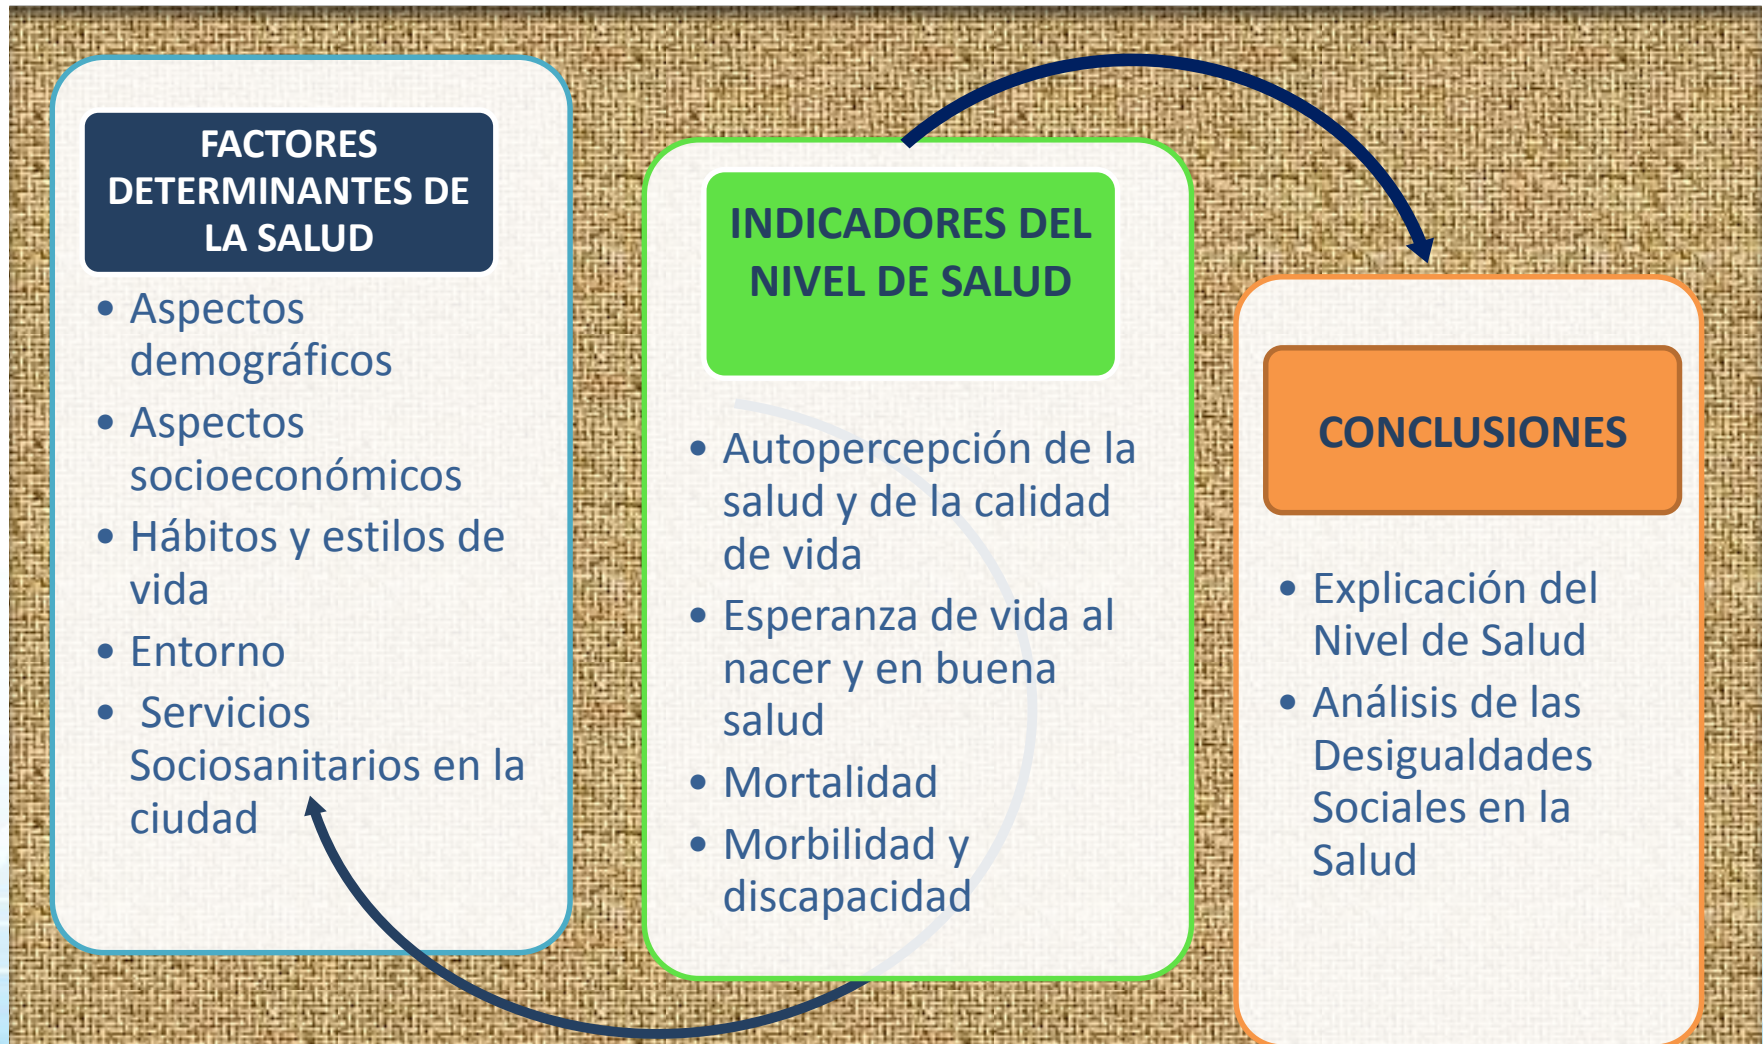 FACTORES
DETERMINANTES DE
LA SALUD
• Aspectos
demográficos
• Aspectos
socioeconómicos
• Hábitos y estilos de
vida
• Entorno
• Servicios
Sociosanitarios en la
ciudad
INDICADORES DEL
NIVEL DE SALUD
• Autopercepción de la
salud y de la calidad
de vida
• Esperanza de vida al
nacer y en buena
salud
• Mortalidad
• Morbilidad y
discapacidad
CONCLUSIONES
• Explicación del
Nivel de Salud
• Análisis de las
Desigualdades
Sociales en la
Salud